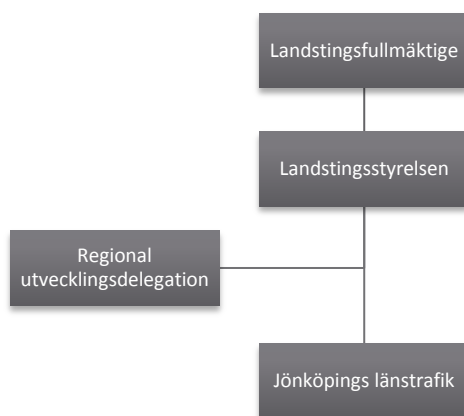 Landstingsfullmäktige
Landstingsstyrelsen
Regional
utvecklingsdelegation
Jönköpings länstrafik